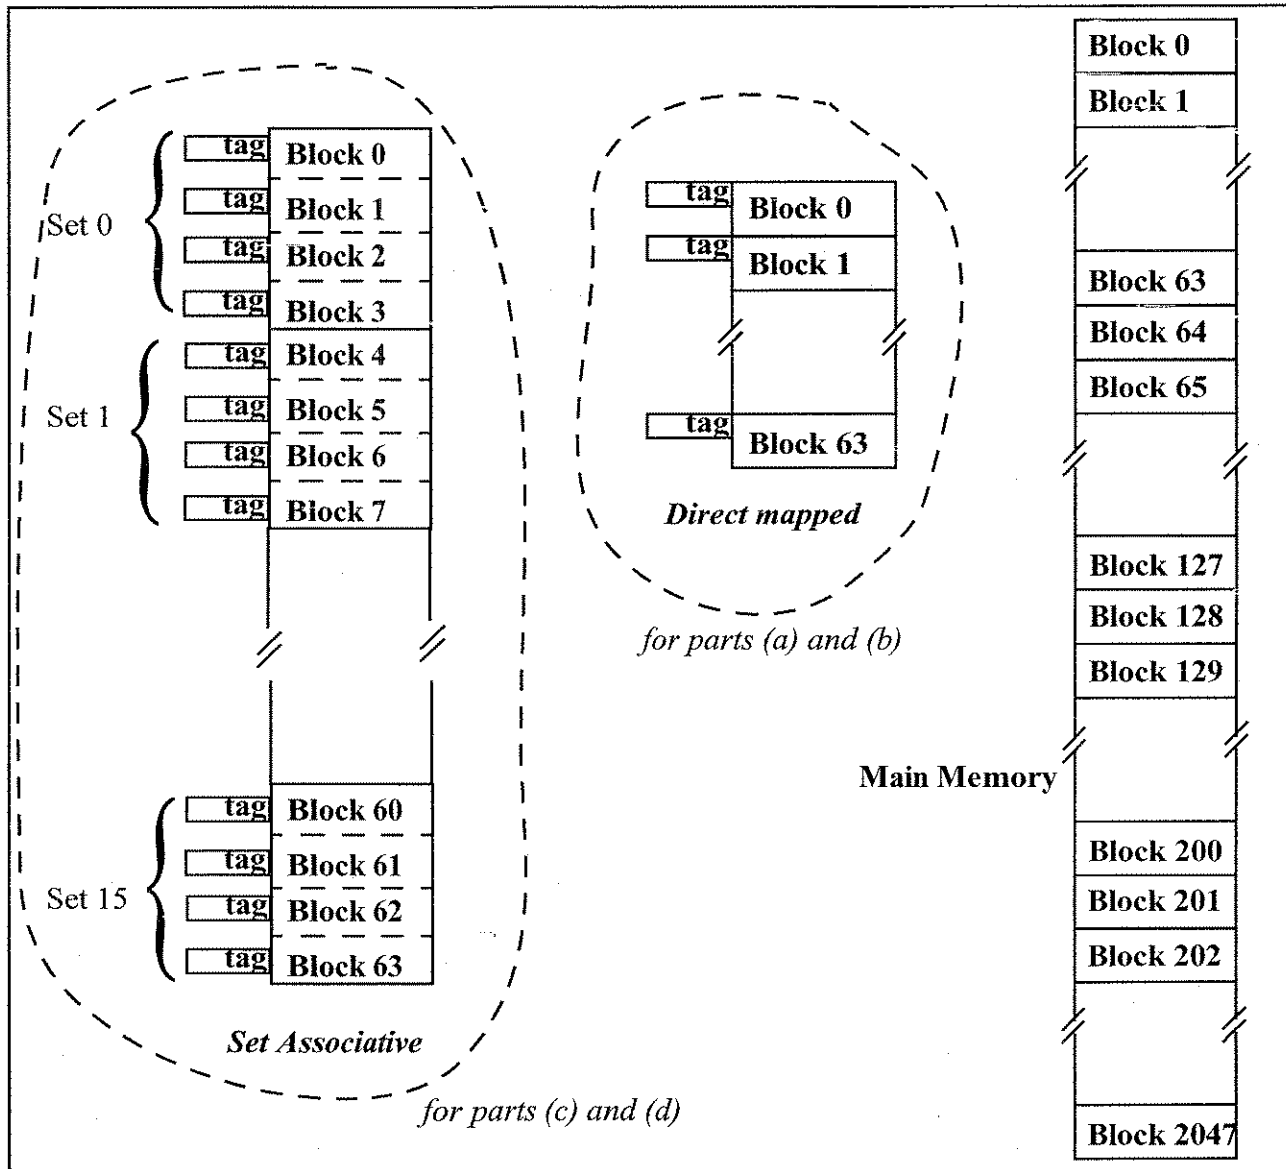 tag Block 0
tag Block 1
Set 0
tag Block 2
tag Block 3
tag Block 4
Set 1
tag Block 5
tag Block 6
tag Block 7
tag Block 60
tag Block 61
Set 15
tag Block 62
tag Block 63
Set Associative
for parts (c) and (d)
tag Block 0
tag Block 1
tag Block 63
Direct mapped
for parts (a) and (b)
Main Memory
Block 0
Block 1
Block 63
Block 64
Block 65
Block 127
Block 128
Block 129
Block 200
Block 201
Block 202
Block 2047